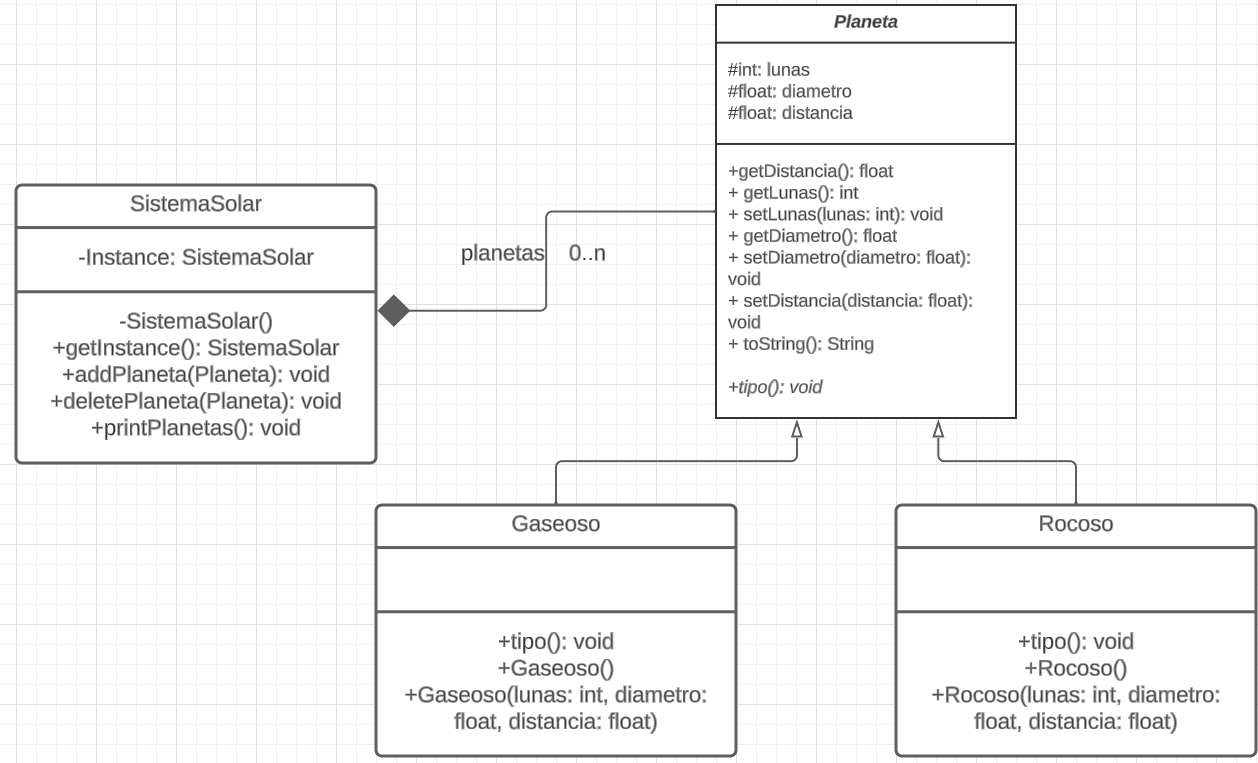 Planeta
#int: lunas
#float: diametro
#float: distancia
+getDistancia(): float
+ getLunas(): int
+ setLunas(lunas: int): void
+ getDiametro(): float
+ setDiametro(diametro: float):
void
+ setDistancia(distancia: float):
void
+ toString(): String
+tipo(): void
SistemaSolar
-Instance: SistemaSolar
-SistemaSolar()
+getInstance(): SistemaSolar
+addPlaneta(Planeta): void
+deletePlaneta(Planeta): void
+printPlanetas(): void
planetas 0..n
Gaseoso
+tipo(): void
+Gaseoso()
+Gaseoso(lunas: int, diametro:
float, distancia: float)
Rocoso
+tipo(): void
+Rocoso()
+Rocoso(lunas: int, diametro:
float, distancia: float)